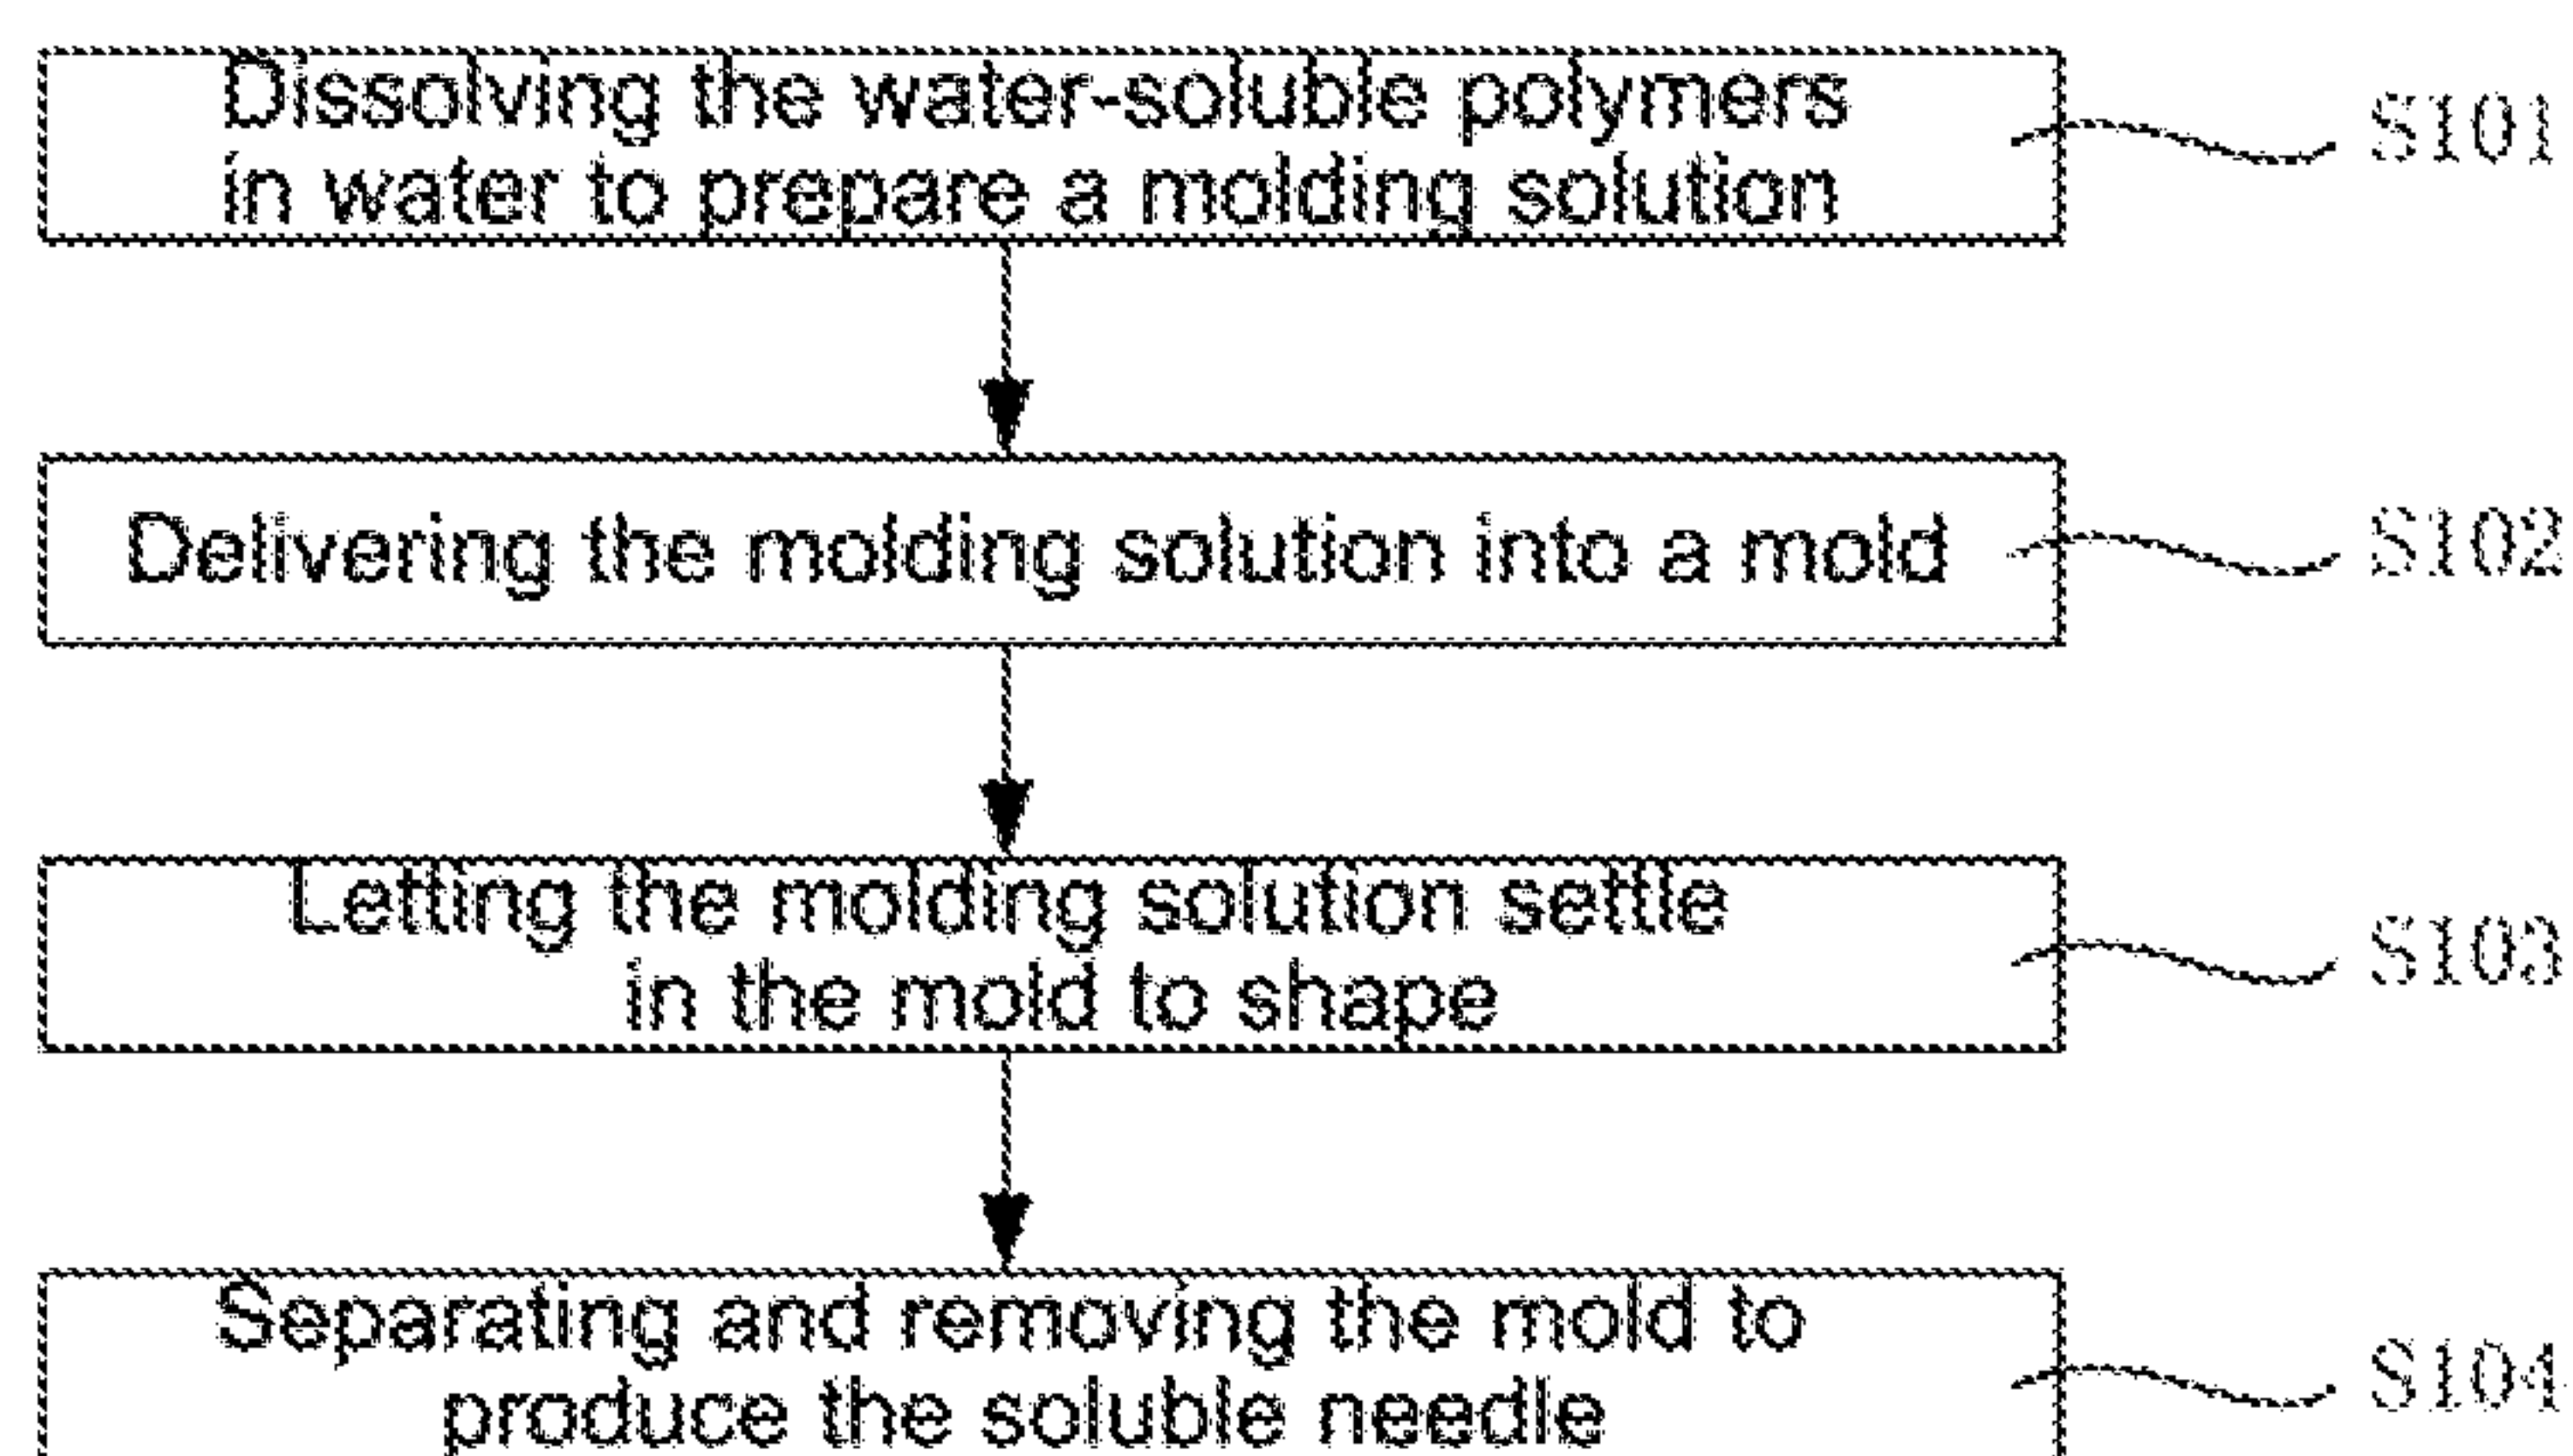 Dissolving the water-soluble polymers
in water to prepare a molding solution
S101
Delivering the molding solution into a mold
S102
Letting the molding solution settle
in the mold to shape
S103
Separating and removing the mold to
produce the soluble needle
S104